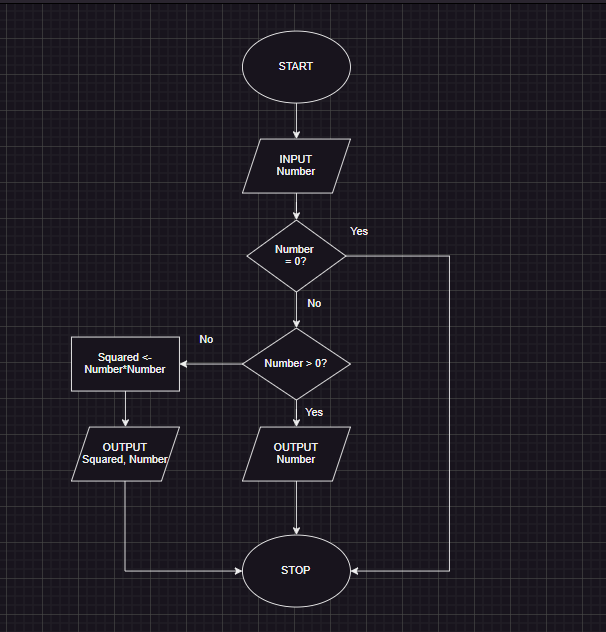 START
INPUT
Number
Yes
Number
= 0?
No
No
Number > 0?
Squared <-
Number*Number
Yes
OUTPUT
Squared, Number
OUTPUT
Number
STOP